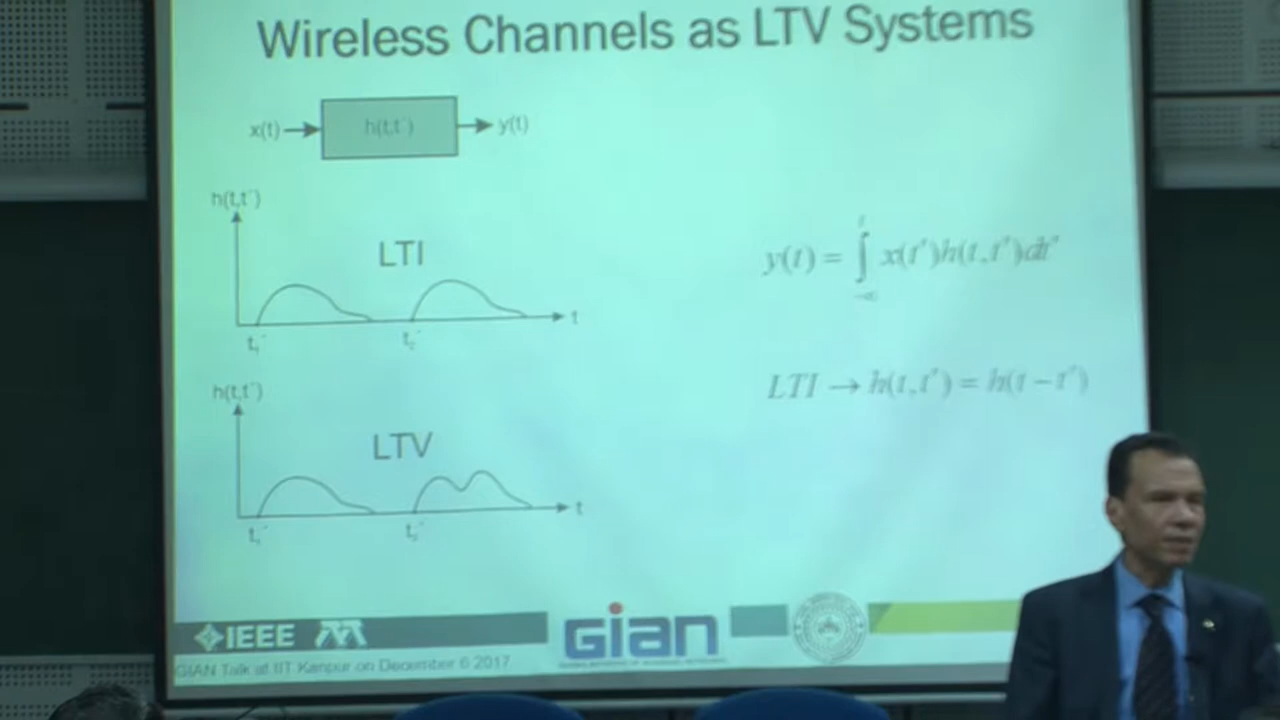 Wireless Channels as LTV Systems
x(t)
h(t,t´)
y(t)
h(t,t´)
LTI
t
t₁´
t₂´
y(t) = ∫_{-∞}^{t} x(t')h(t,t')dt'
LTI → h(t,t') = h(t − t')
h(t,t´)
LTV
t
t₁´
t₂´
IEEE
Gian
GIAN Talk at IIT Kanpur on December 6 2017